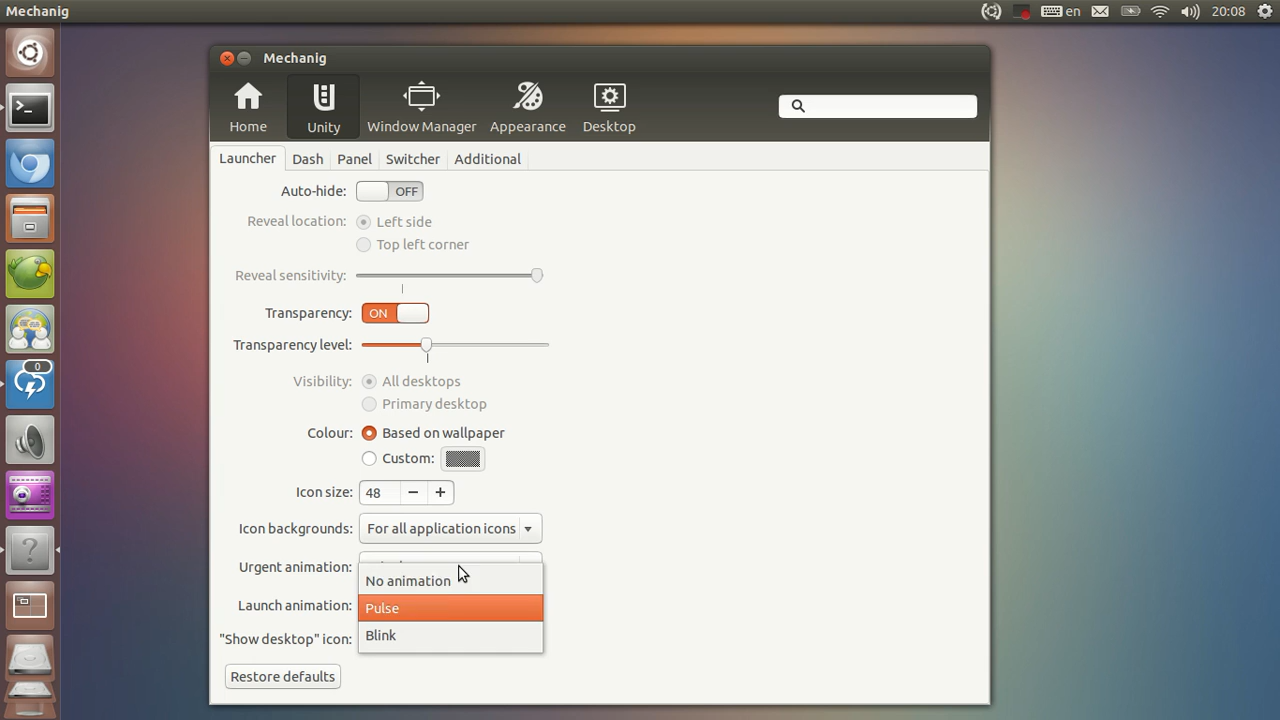 Mechanig
en
20:08
Mechanig
Home
Unity
Window Manager
Appearance
Desktop
Launcher
Dash
Panel
Switcher
Additional
Auto-hide:
OFF
Reveal location:
Left side
Top left corner
Reveal sensitivity:
Transparency:
ON
Transparency level:
Visibility:
All desktops
Primary desktop
Colour:
Based on wallpaper
Custom:
Icon size:
48
Icon backgrounds:
For all application icons
Urgent animation:
No animation
Launch animation:
Pulse
"Show desktop" icon:
Blink
Restore defaults
0